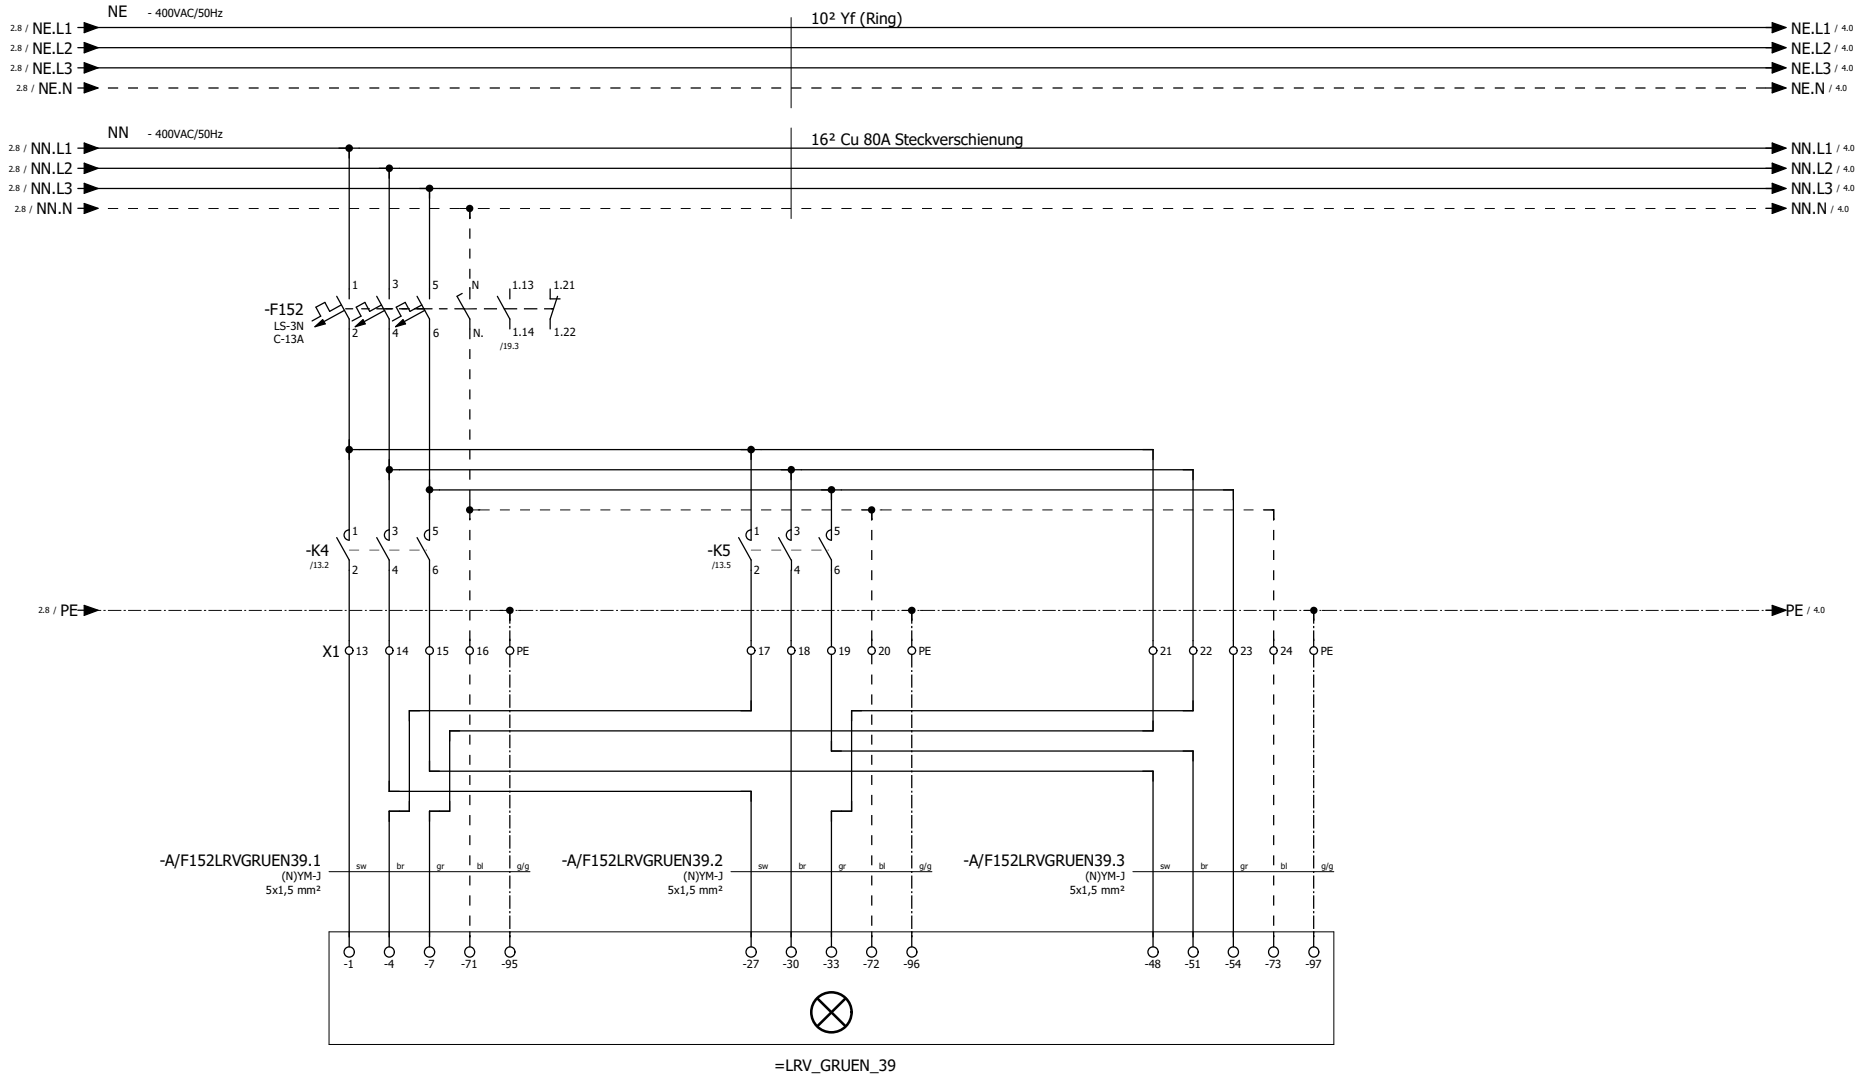 NE - 400VAC/50Hz
10² Yf (Ring)
2.8 / NE.L1 NE.L1 / 4.0
2.8 / NE.L2 NE.L2 / 4.0
2.8 / NE.L3 NE.L3 / 4.0
2.8 / NE.N NE.N / 4.0
NN - 400VAC/50Hz
16² Cu 80A Steckverschienung
2.8 / NN.L1 NN.L1 / 4.0
2.8 / NN.L2 NN.L2 / 4.0
2.8 / NN.L3 NN.L3 / 4.0
2.8 / NN.N NN.N / 4.0
1 3 5 N 1.13 1.21
-F152
LS-3N
C-13A
2 4 6 N. 1.14 1.22
/19.3
1 3 5 1 3 5
-K4 -K5
/13.2 /13.5
2 4 6 2 4 6
2.8 / PE PE / 4.0
X1 13 14 15 16 PE 17 18 19 20 PE 21 22 23 24 PE
-A/F152LRVGRUEN39.1 sw br gr bl g/g
(N)YM-J
5x1,5 mm²
-A/F152LRVGRUEN39.2 sw br gr bl g/g
(N)YM-J
5x1,5 mm²
-A/F152LRVGRUEN39.3 sw br gr bl g/g
(N)YM-J
5x1,5 mm²
-1 -4 -7 -71 -95 -27 -30 -33 -72 -96 -48 -51 -54 -73 -97
=LRV_GRUEN_39